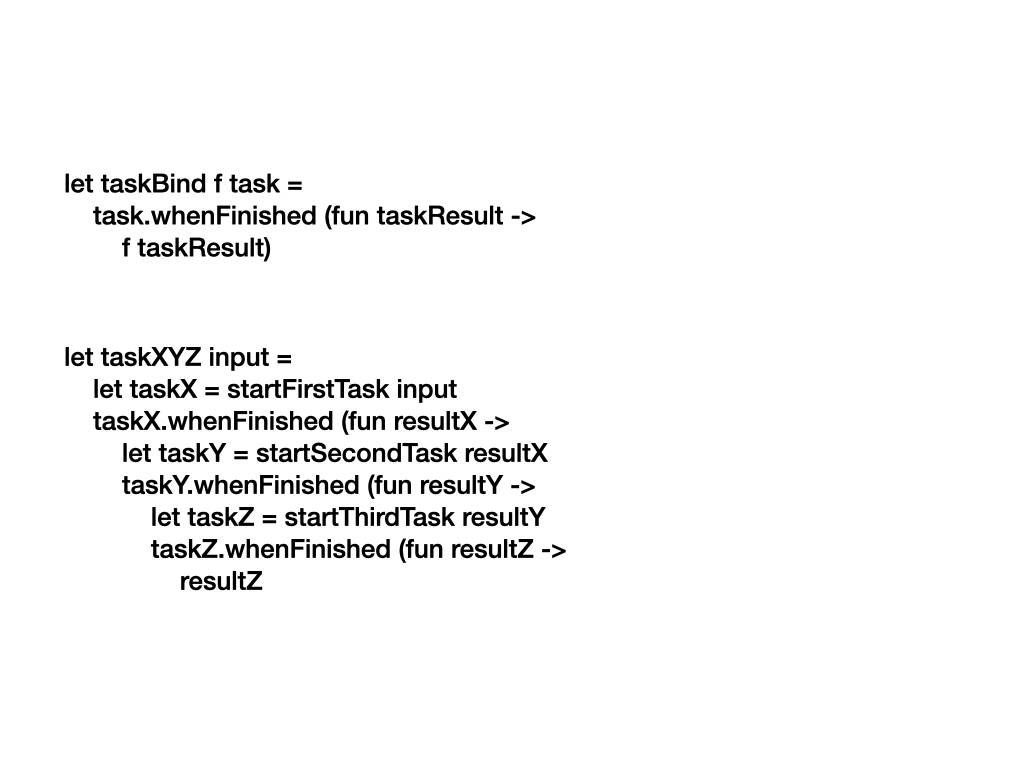 let taskBind f task =
task.whenFinished (fun taskResult ->
f taskResult)
let taskXYZ input =
let taskX = startFirstTask input
taskX.whenFinished (fun resultX ->
let taskY = startSecondTask resultX
taskY.whenFinished (fun resultY ->
let taskZ = startThirdTask resultY
taskZ.whenFinished (fun resultZ ->
resultZ